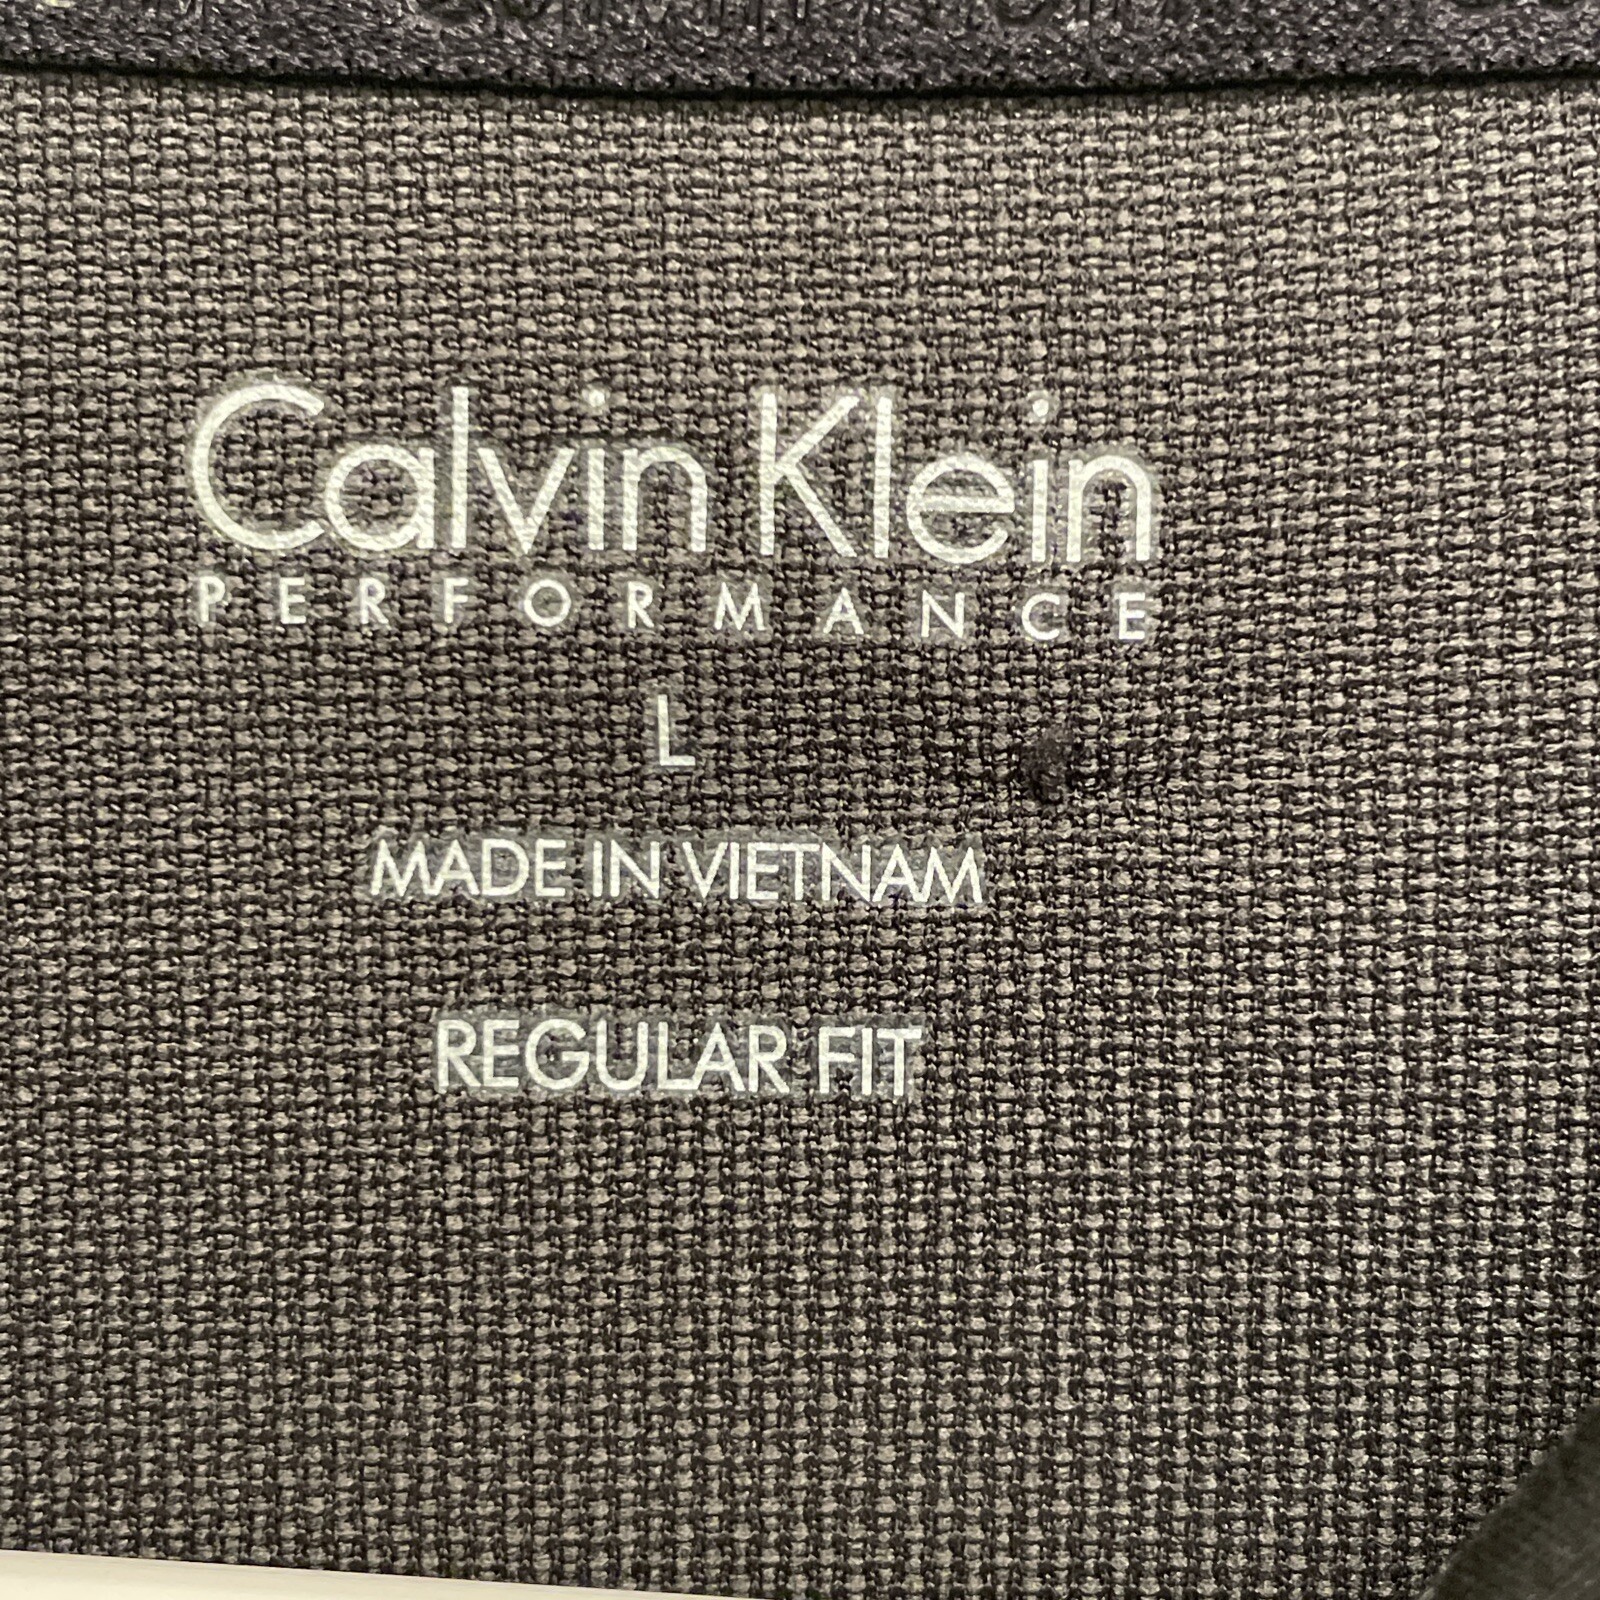 Calvin Klein
PERFORMANCE
L
MADE IN VIETNAM
REGULAR FIT